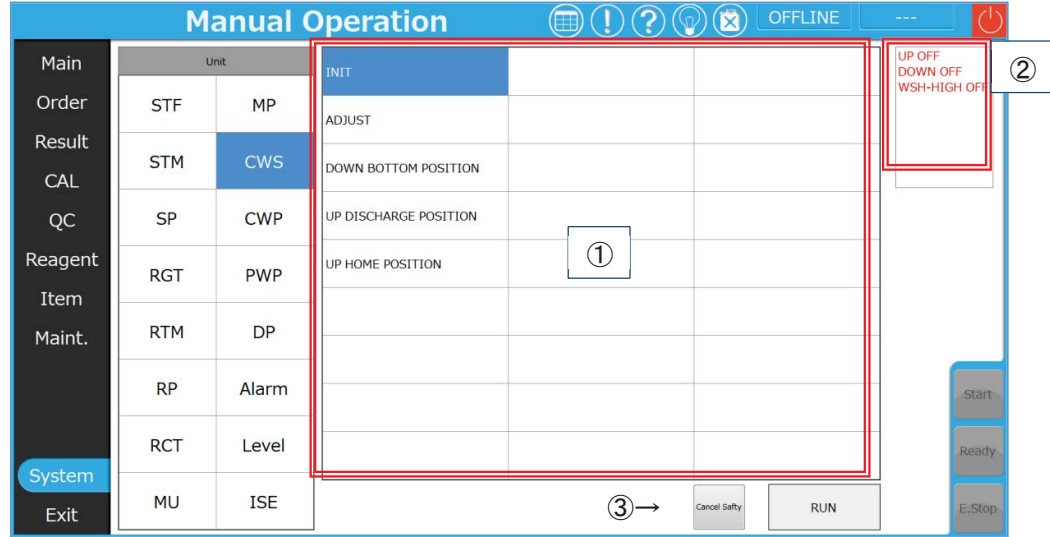 Manual Operation
OFFLINE
---
Main
Order
Result
CAL
QC
Reagent
Item
Maint.
System
Exit
Unit
STF MP
STM CWS
SP CWP
RGT PWP
RTM DP
RP Alarm
RCT Level
MU ISE
INIT
ADJUST
DOWN BOTTOM POSITION
UP DISCHARGE POSITION
UP HOME POSITION
①
UP OFF
DOWN OFF
WSH-HIGH OFF
②
③→
Cancel Safty
RUN
Start
Ready
E.Stop